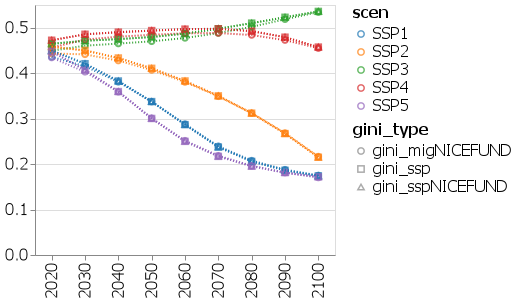 0.5
0.4
0.3
0.2
0.1
0.0
2020
2030
2040
2050
2060
2070
2080
2090
2100
scen
SSP1
SSP2
SSP3
SSP4
SSP5
gini_type
gini_migNICEFUND
gini_ssp
gini_sspNICEFUND